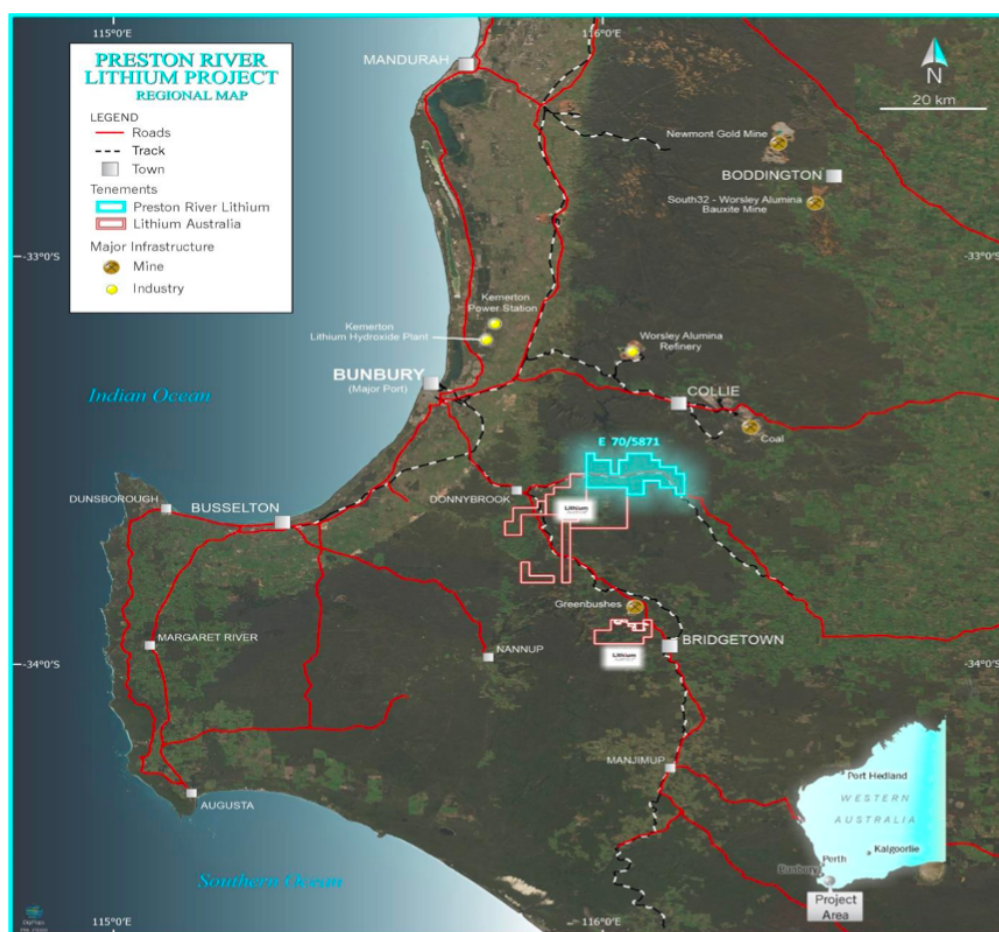 115°0'E
116°0'E
PRESTON RIVER
LITHIUM PROJECT
REGIONAL MAP
LEGEND
Roads
Track
Town
Tenements
Preston River Lithium
Lithium Australia
Major Infrastructure
Mine
Industry
MANDURAH
N
20 km
Newmont Gold Mine
BODDINGTON
South32 - Worsley Alumina
Bauxite Mine
-33°0'S
-33°0'S
Kemerton
Power Station
Kemerton
Lithium Hydroxide Plant
Worsley Alumina
Refinery
BUNBURY
(Major Port)
COLLIE
Indian Ocean
Coal
E 70/5871
DUNSBOROUGH
BUSSELTON
DONNYBROOK
Lithium
Greenbushes
MARGARET RIVER
NANNUP
BRIDGETOWN
Lithium
-34°0'S
-34°0'S
MANJIMUP
AUGUSTA
Port Hedland
WESTERN
AUSTRALIA
Kalgoorlie
Perth
Bunbury
Southern Ocean
Project
Area
115°0'E
116°0'E